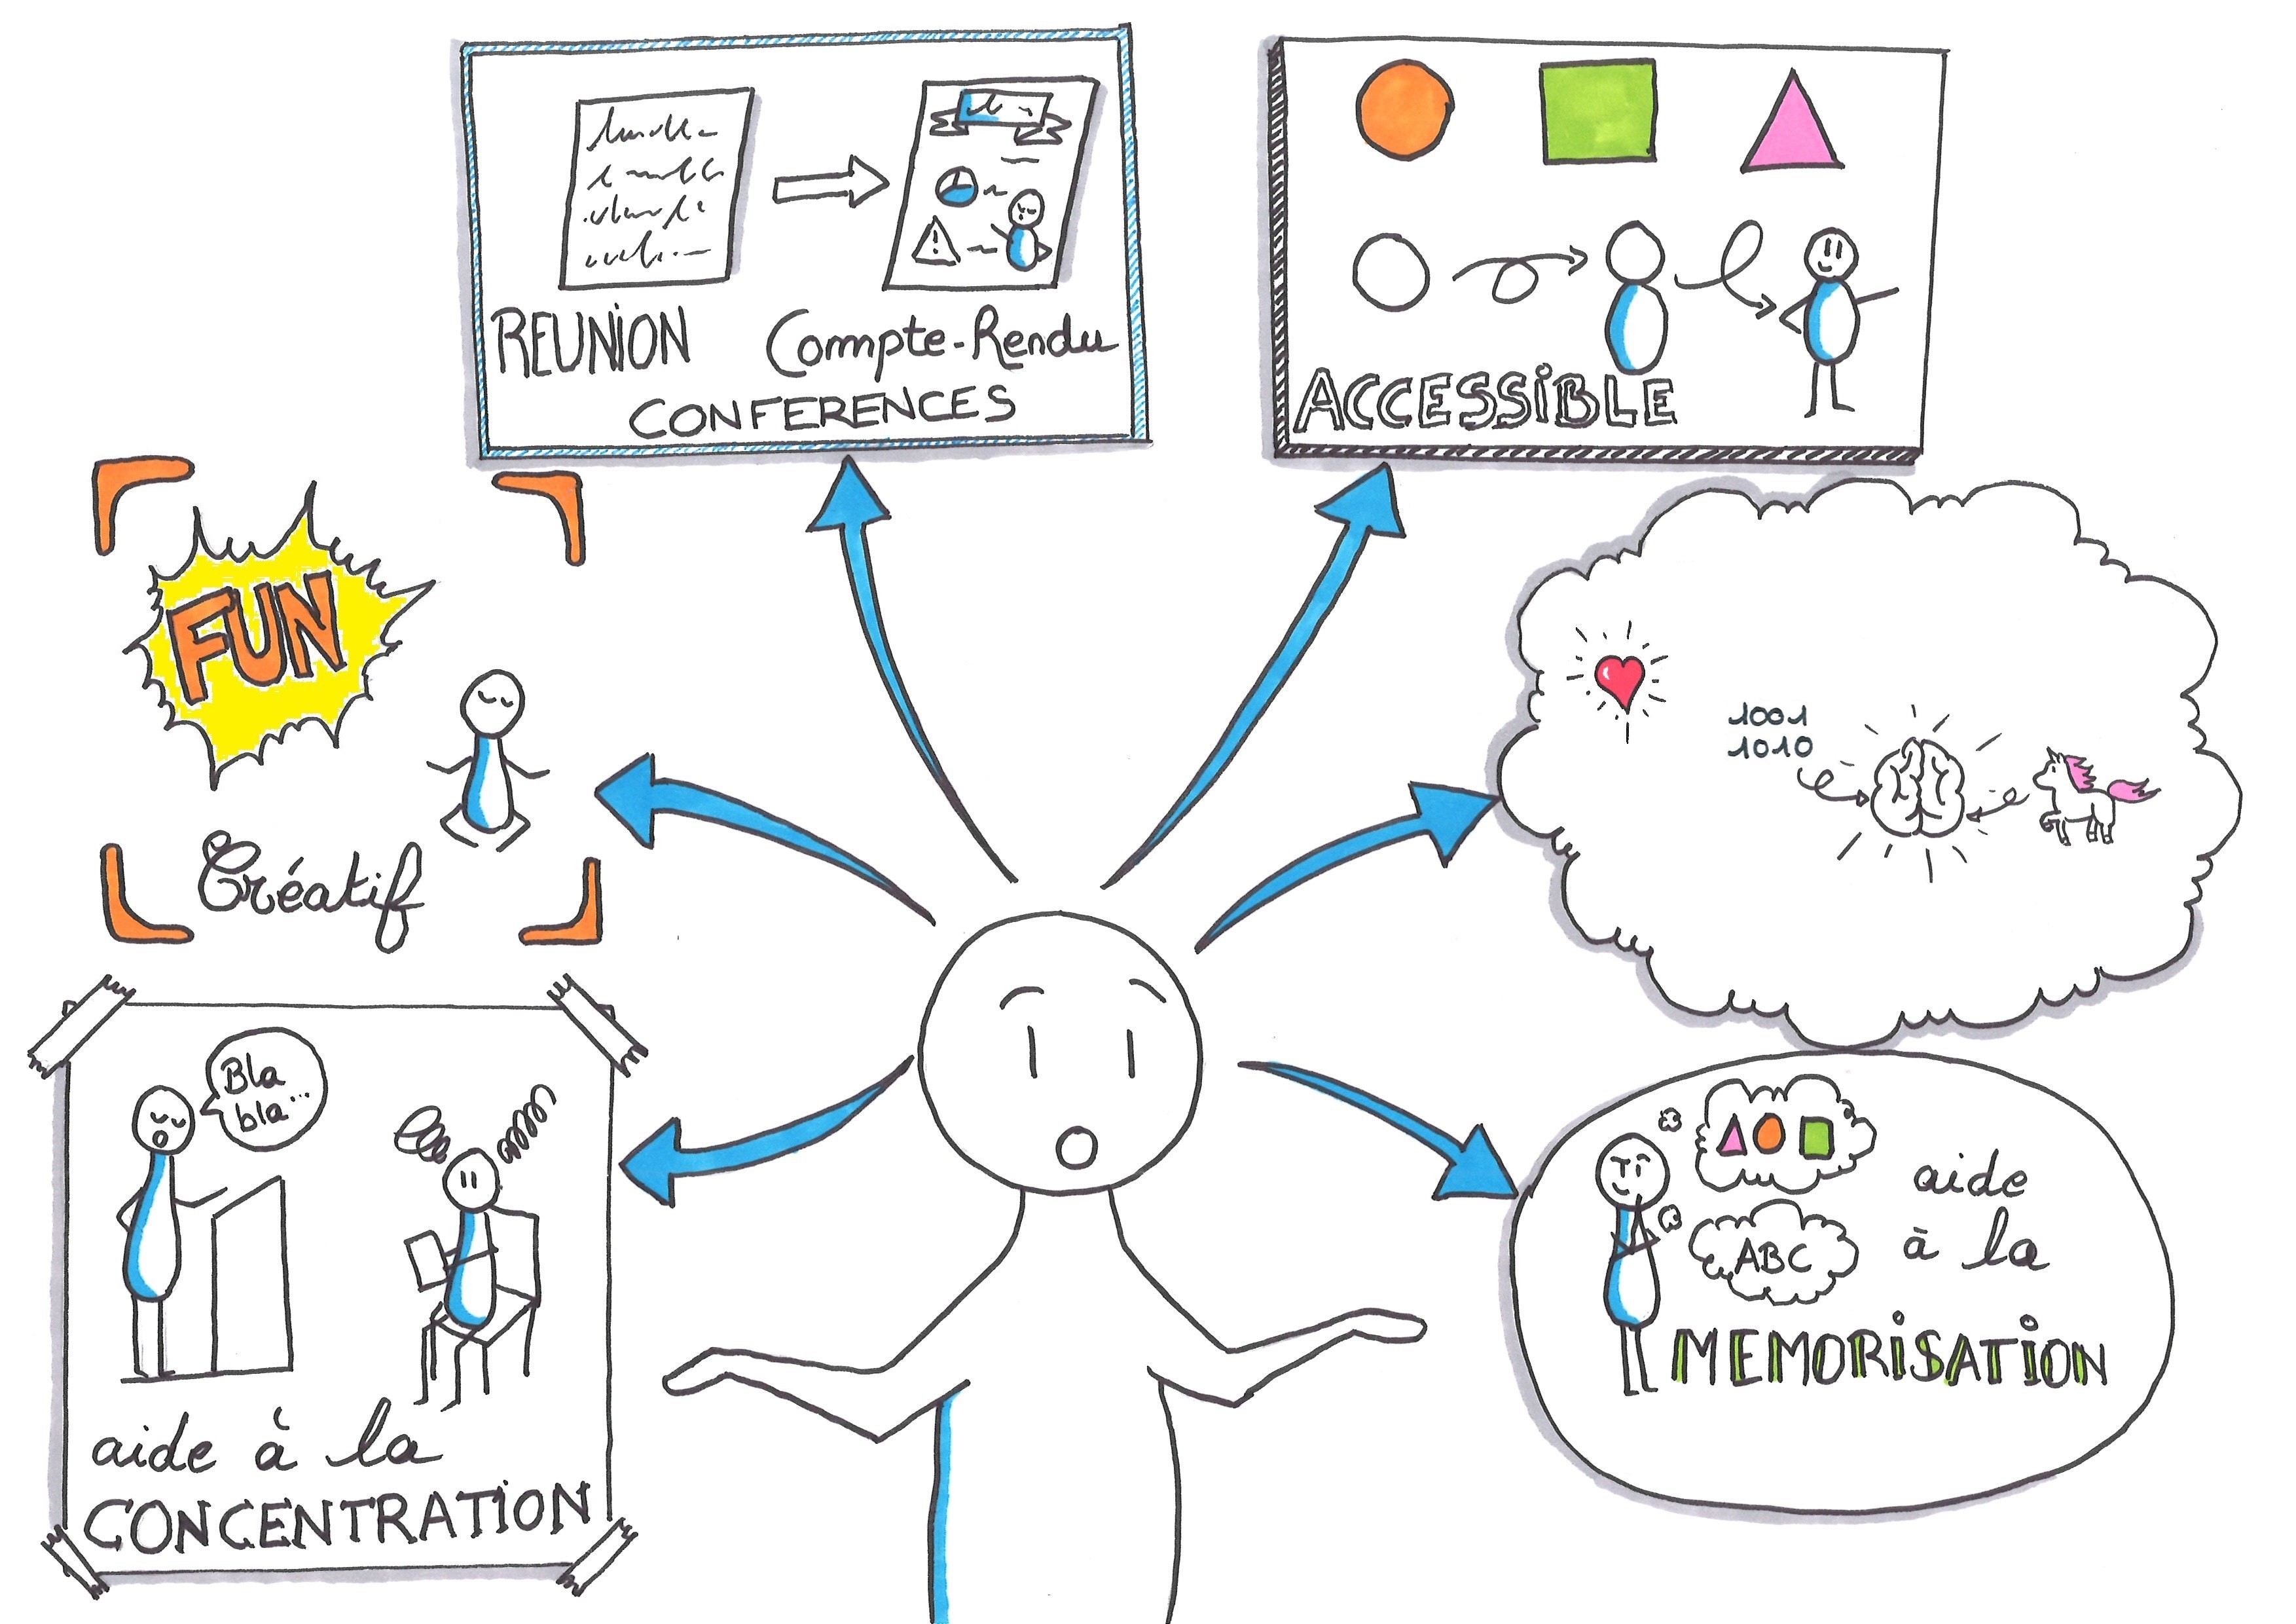 REUNION
Compte-Rendu
CONFERENCES
ACCESSIBLE
FUN
Créatif
1001
1010
Bla
bla...
aide à la
CONCENTRATION
ABC
aide
à la
MEMORISATION